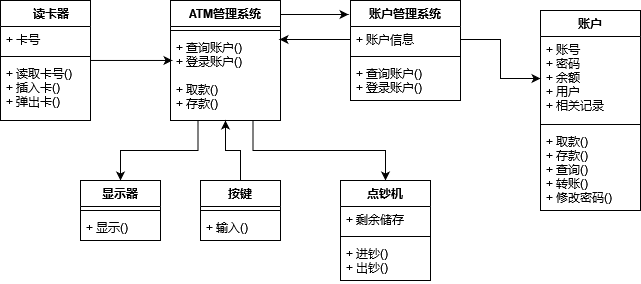 读卡器
+ 卡号
+ 读取卡号()
+ 插入卡()
+ 弹出卡()
ATM管理系统
+ 查询账户()
+ 登录账户()
+ 取款()
+ 存款()
账户管理系统
+ 账户信息
+ 查询账户()
+ 登录账户()
账户
+ 账号
+ 密码
+ 余额
+ 用户
+ 相关记录
+ 取款()
+ 存款()
+ 查询()
+ 转账()
+ 修改密码()
显示器
+ 显示()
按键
+ 输入()
点钞机
+ 剩余储存
+ 进钞()
+ 出钞()